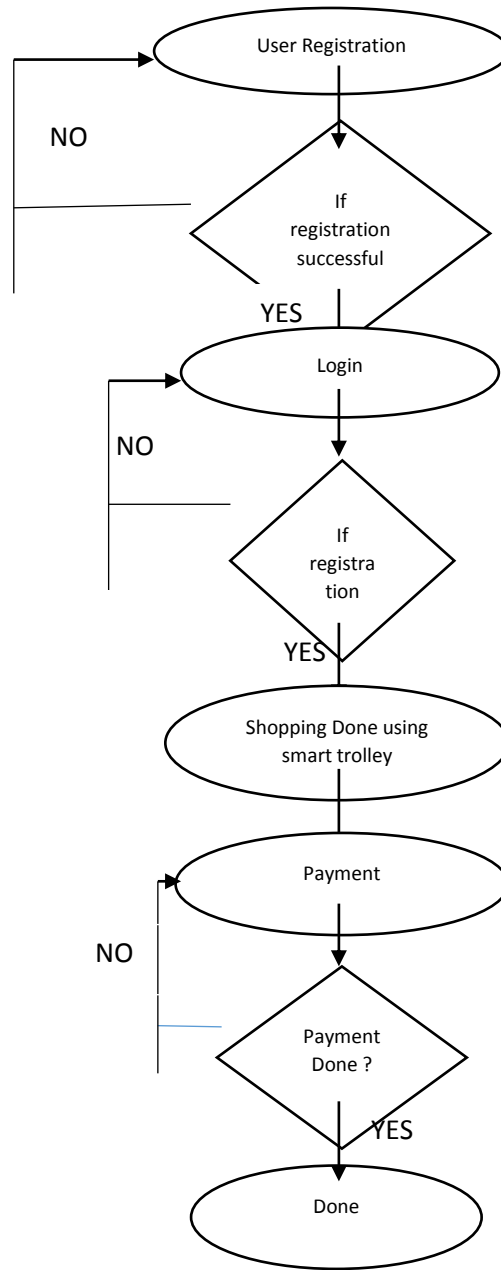 User Registration
NO
If
registration
successful
YES
Login
NO
If
registra
tion
YES
Shopping Done using
smart trolley
Payment
NO
Payment
Done ?
YES
Done